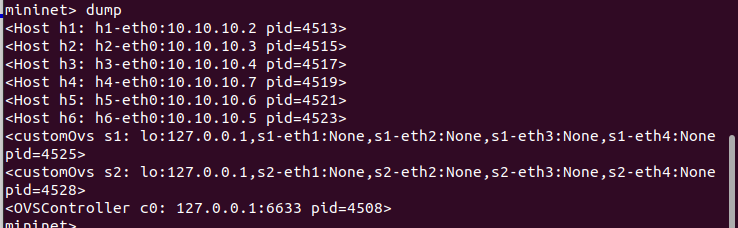 mininet> dump
<Host h1: h1-eth0:10.10.10.2 pid=4513>
<Host h2: h2-eth0:10.10.10.3 pid=4515>
<Host h3: h3-eth0:10.10.10.4 pid=4517>
<Host h4: h4-eth0:10.10.10.7 pid=4519>
<Host h5: h5-eth0:10.10.10.6 pid=4521>
<Host h6: h6-eth0:10.10.10.5 pid=4523>
<customOvs s1: lo:127.0.0.1,s1-eth1:None,s1-eth2:None,s1-eth3:None,s1-eth4:None
pid=4525>
<customOvs s2: lo:127.0.0.1,s2-eth1:None,s2-eth2:None,s2-eth3:None,s2-eth4:None
pid=4528>
<OVSController c0: 127.0.0.1:6633 pid=4508>
mininet>